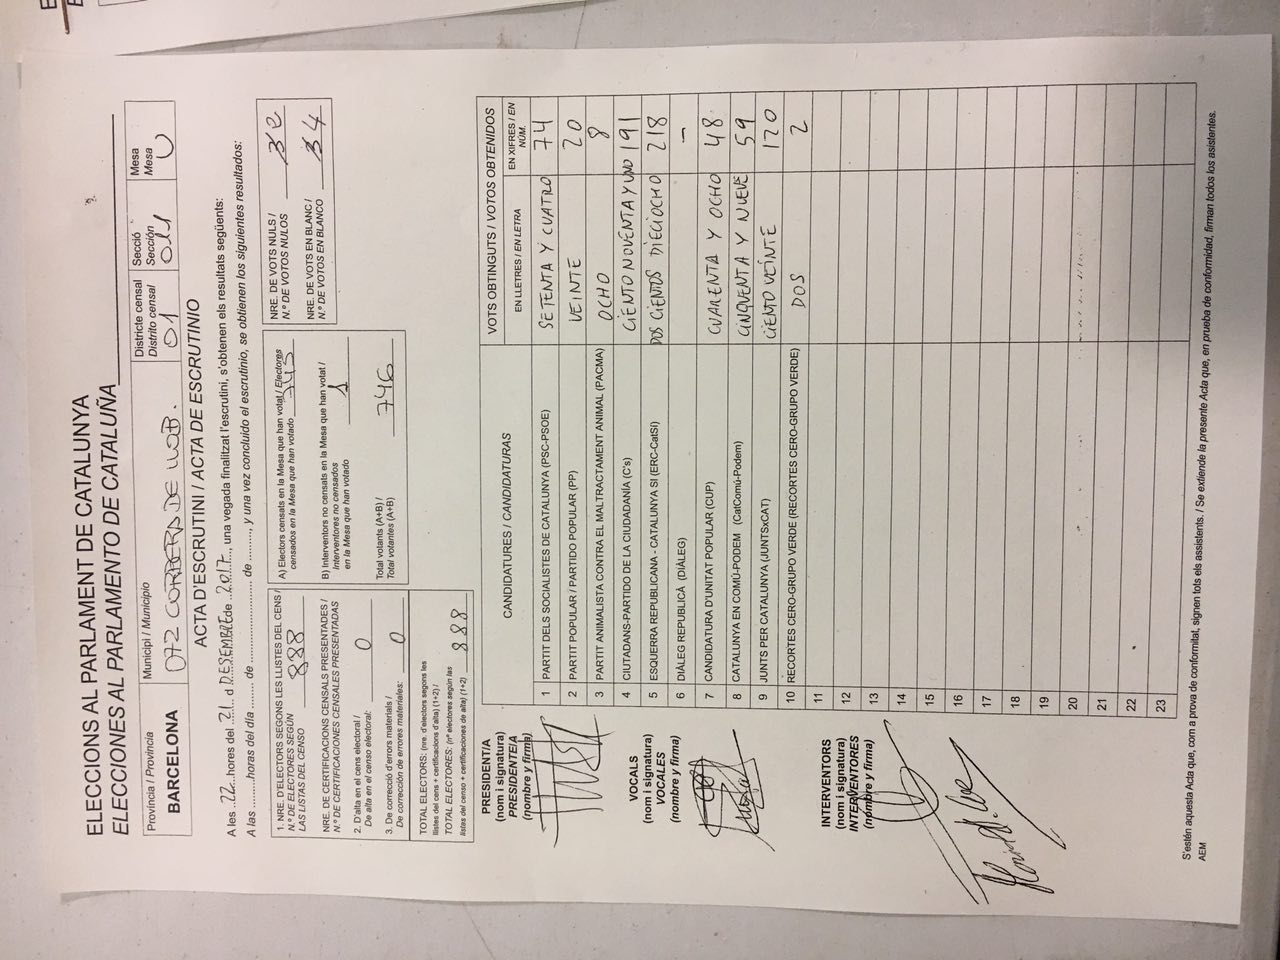 ELECCIONS AL PARLAMENT DE CATALUNYA
ELECCIONES AL PARLAMENTO DE CATALUÑA
Província / Provincia
BARCELONA
Municipi / Municipio
072 CORBERA DE LLOB.
Districte censal
Distrito censal
01
Secció
Sección
011
Mesa
Mesa
U
ACTA D'ESCRUTINI / ACTA DE ESCRUTINIO
A les ..22...hores del .21. d DESEMBRE de ..2017..., una vegada finalitzat l'escrutini, s'obtenen els resultats següents:
A las ............horas del día ........ de ........................ de .........., y una vez concluido el escrutinio, se obtienen los siguientes resultados:
1. NRE. D'ELECTORS SEGONS LES LLISTES DEL CENS /
N.º DE ELECTORES SEGÚN
LAS LISTAS DEL CENSO
888
NRE. DE CERTIFICACIONS CENSALS PRESENTADES /
N.º DE CERTIFICACIONES CENSALES PRESENTADAS
2. D'alta en el cens electoral /
De alta en el censo electoral:
0
3. De correcció d'errors materials /
De corrección de errores materiales:
0
TOTAL ELECTORS: (nre. d'electors segons les
llistes del cens + certificacions d'alta) (1+2) /
TOTAL ELECTORES: (nº electores según las
listas del censo + certificaciones de alta) (1+2)
888
A) Electors censats en la Mesa que han votat / Electores
censados en la Mesa que han votado
745
B) Interventors no censats en la Mesa que han votat /
Interventores no censados
en la Mesa que han votado
1
Total votants (A+B) /
Total votantes (A+B)
746
NRE. DE VOTS NULS /
N.º DE VOTOS NULOS
NRE. DE VOTS EN BLANC /
N.º DE VOTOS EN BLANCO
CANDIDATURES / CANDIDATURAS
VOTS OBTINGUTS / VOTOS OBTENIDOS
EN LLETRES / EN LETRA
EN XIFRES / EN NÚM.
1 PARTIT DELS SOCIALISTES DE CATALUNYA (PSC-PSOE) SETENTA Y CUATRO 74
2 PARTIT POPULAR / PARTIDO POPULAR (PP) VEINTE 20
3 PARTIT ANIMALISTA CONTRA EL MALTRACTAMENT ANIMAL (PACMA) OCHO 8
4 CIUTADANS-PARTIDO DE LA CIUDADANÍA (C's) CIENTO NOVENTA Y UNO 191
5 ESQUERRA REPUBLICANA - CATALUNYA SI (ERC-CatSí) DOS CIENTOS DIECIOCHO 218
6 DIÀLEG REPUBLICÀ (DIÀLEG) —
7 CANDIDATURA D'UNITAT POPULAR (CUP) CUARENTA Y OCHO 48
8 CATALUNYA EN COMÚ-PODEM (CatComú-Podem) CINQUENTA Y NUEVE 59
9 JUNTS PER CATALUNYA (JUNTSxCAT) CIENTO VEINTE 120
10 RECORTES CERO-GRUPO VERDE (RECORTES CERO-GRUPO VERDE) DOS 2
11
12
13
14
15
16
17
18
19
20
21
22
23
PRESIDENTIA
(nom i signatura)
PRESIDENTE/A
(nombre y firma)
VOCALS
(nom i signatura)
VOCALES
(nombre y firma)
INTERVENTORS
(nom i signatura)
INTERVENTORES
(nombre y firma)
S'estén aquesta Acta que, com a prova de conformitat, signen tots els assistents. / Se extiende la presente Acta que, en prueba de conformidad, firman todos los asistentes.
AEM